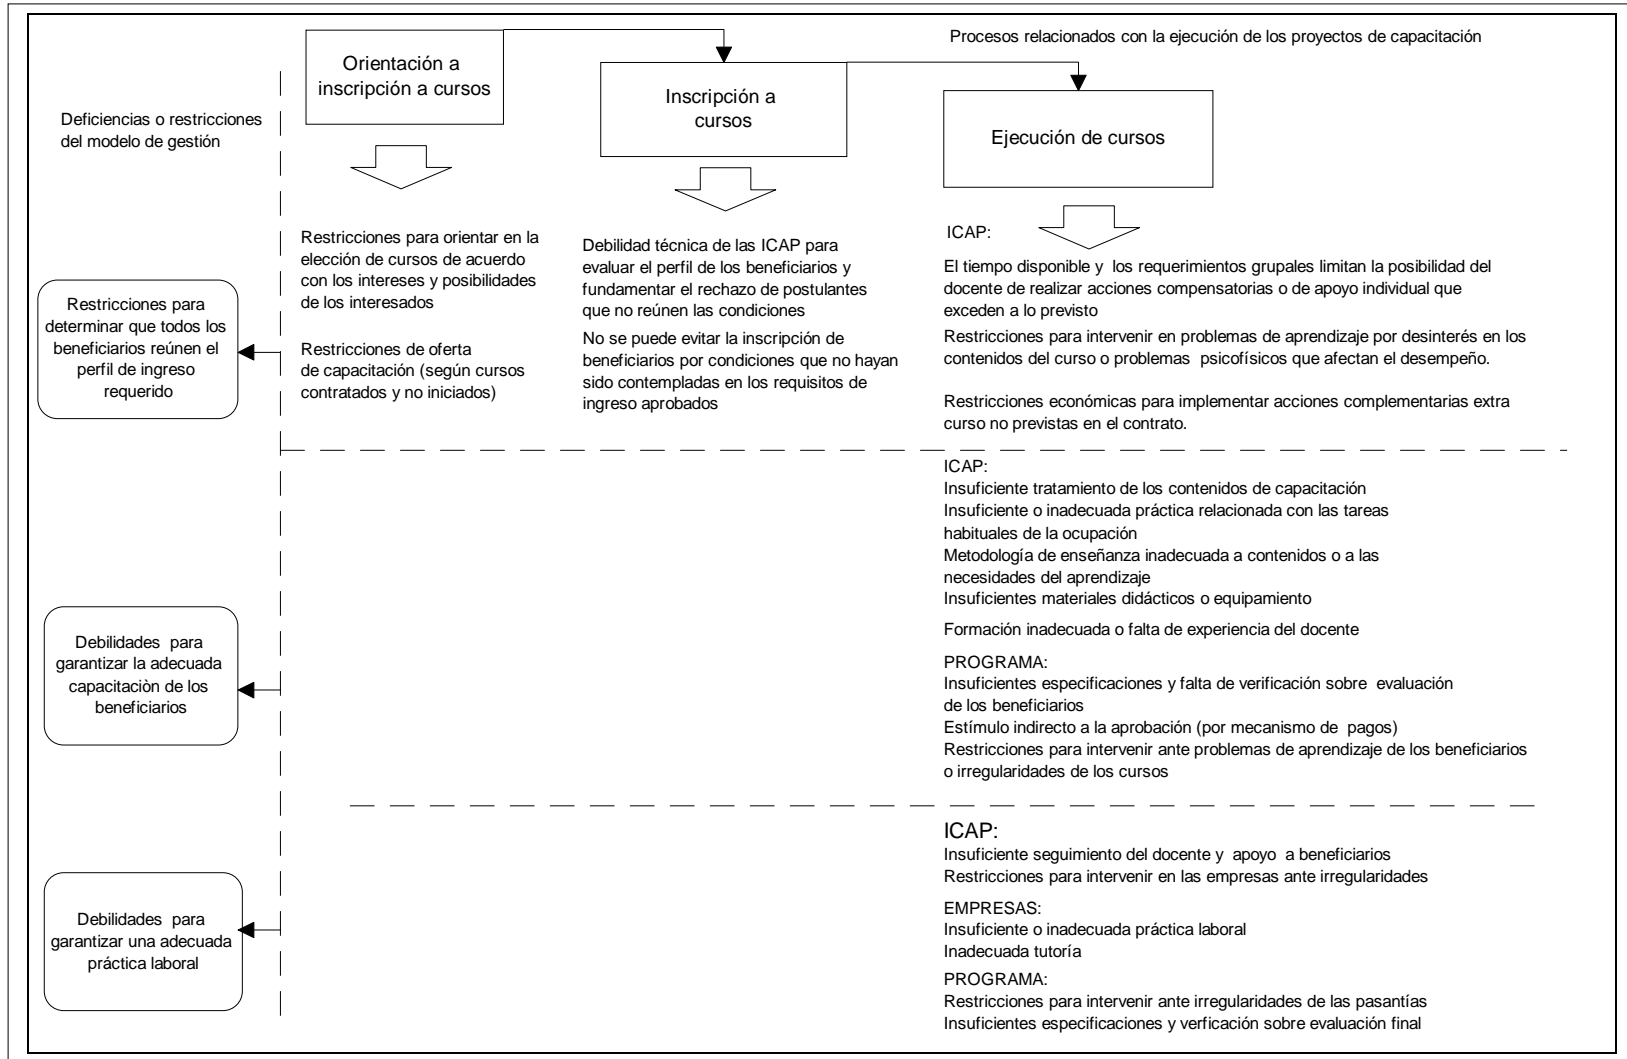 Procesos relacionados con la ejecución de los proyectos de capacitación
Orientación a
inscripción a cursos
Inscripción a
cursos
Ejecución de cursos
Deficiencias o restricciones
del modelo de gestión
Restricciones para
determinar que todos los
beneficiarios reúnen el
perfil de ingreso
requerido
Restricciones para orientar en la
elección de cursos de acuerdo
con los intereses y posibilidades
de los interesados
Restricciones de oferta
de capacitación (según cursos
contratados y no iniciados)
Debilidad técnica de las ICAP para
evaluar el perfil de los beneficiarios y
fundamentar el rechazo de postulantes
que no reúnen las condiciones
No se puede evitar la inscripción de
beneficiarios por condiciones que no hayan
sido contempladas en los requisitos de
ingreso aprobados
ICAP:
El tiempo disponible y los requerimientos grupales limitan la posibilidad del
docente de realizar acciones compensatorias o de apoyo individual que
exceden a lo previsto
Restricciones para intervenir en problemas de aprendizaje por desinterés en los
contenidos del curso o problemas psicofísicos que afectan el desempeño.
Restricciones económicas para implementar acciones complementarias extra
curso no previstas en el contrato.
Debilidades para
garantizar la adecuada
capacitaciòn de los
beneficiarios
ICAP:
Insuficiente tratamiento de los contenidos de capacitación
Insuficiente o inadecuada práctica relacionada con las tareas
habituales de la ocupación
Metodología de enseñanza inadecuada a contenidos o a las
necesidades del aprendizaje
Insuficientes materiales didácticos o equipamiento
Formación inadecuada o falta de experiencia del docente
PROGRAMA:
Insuficientes especificaciones y falta de verificación sobre evaluación
de los beneficiarios
Estímulo indirecto a la aprobación (por mecanismo de pagos)
Restricciones para intervenir ante problemas de aprendizaje de los beneficiarios
o irregularidades de los cursos
Debilidades para
garantizar una adecuada
práctica laboral
ICAP:
Insuficiente seguimiento del docente y apoyo a beneficiarios
Restricciones para intervenir en las empresas ante irregularidades
EMPRESAS:
Insuficiente o inadecuada práctica laboral
Inadecuada tutoría
PROGRAMA:
Restricciones para intervenir ante irregularidades de las pasantías
Insuficientes especificaciones y verficación sobre evaluación final